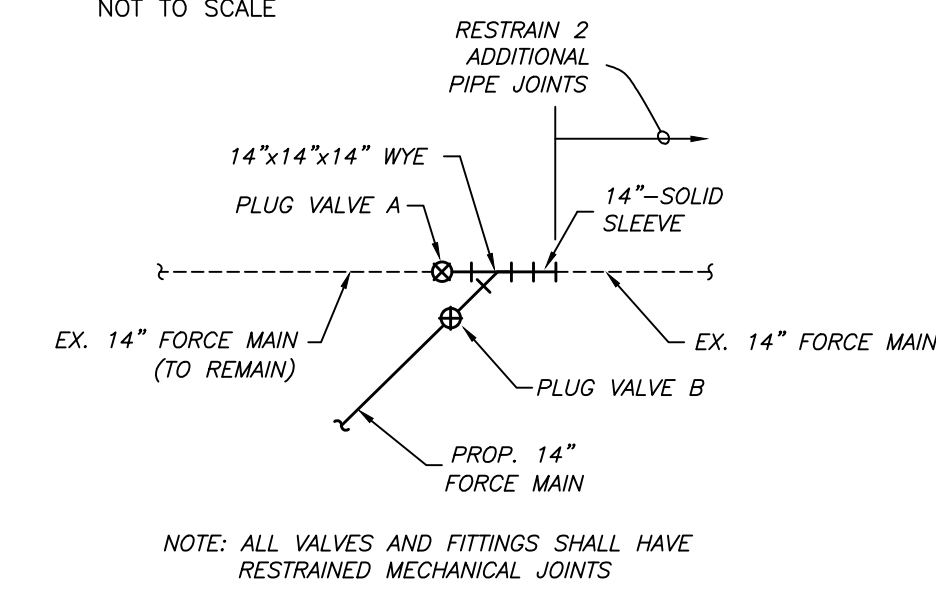 NOT TO SCALE
RESTRAIN 2
ADDITIONAL
PIPE JOINTS
14"x14"x14" WYE
PLUG VALVE A
14"-SOLID
SLEEVE
EX. 14" FORCE MAIN
(TO REMAIN)
EX. 14" FORCE MAIN
PLUG VALVE B
PROP. 14"
FORCE MAIN
NOTE: ALL VALVES AND FITTINGS SHALL HAVE
RESTRAINED MECHANICAL JOINTS